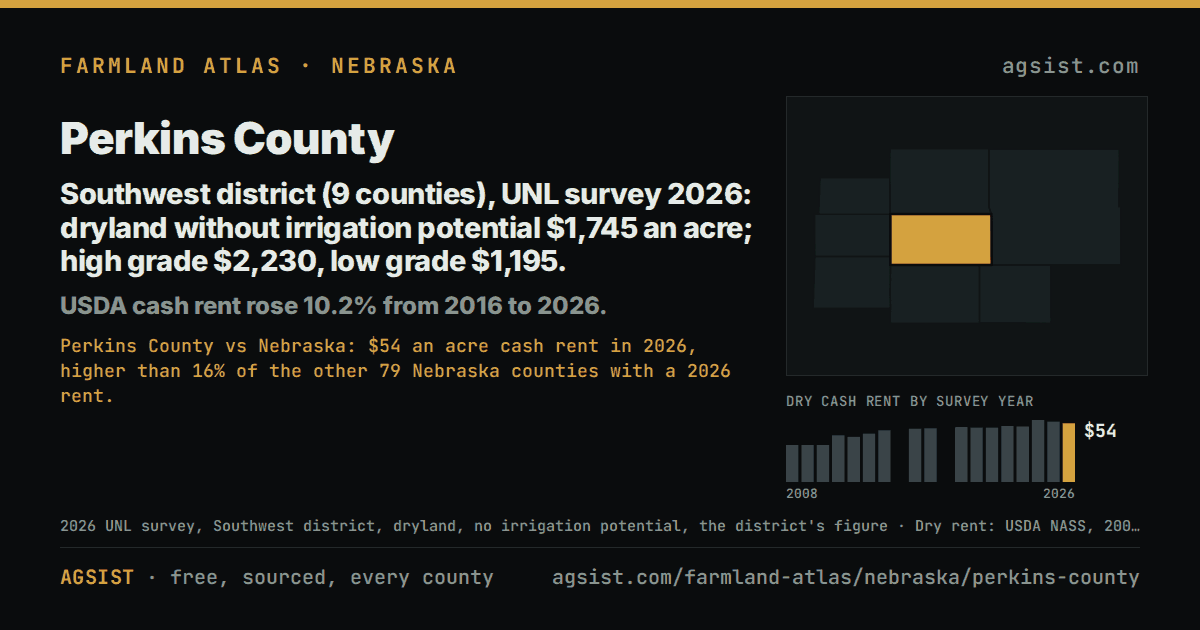 FARMLAND ATLAS · NEBRASKA
agsist.com
Perkins County
Southwest district (9 counties), UNL survey 2026:
dryland without irrigation potential $1,745 an acre;
high grade $2,230, low grade $1,195.
USDA cash rent rose 10.2% from 2016 to 2026.
Perkins County vs Nebraska: $54 an acre cash rent in 2026,
higher than 16% of the other 79 Nebraska counties with a 2026
rent.
DRY CASH RENT BY SURVEY YEAR
$54
2008
2026
2026 UNL survey, Southwest district, dryland, no irrigation potential, the district's figure · Dry rent: USDA NASS, 200…
AGSIST · free, sourced, every county
agsist.com/farmland-atlas/nebraska/perkins-county